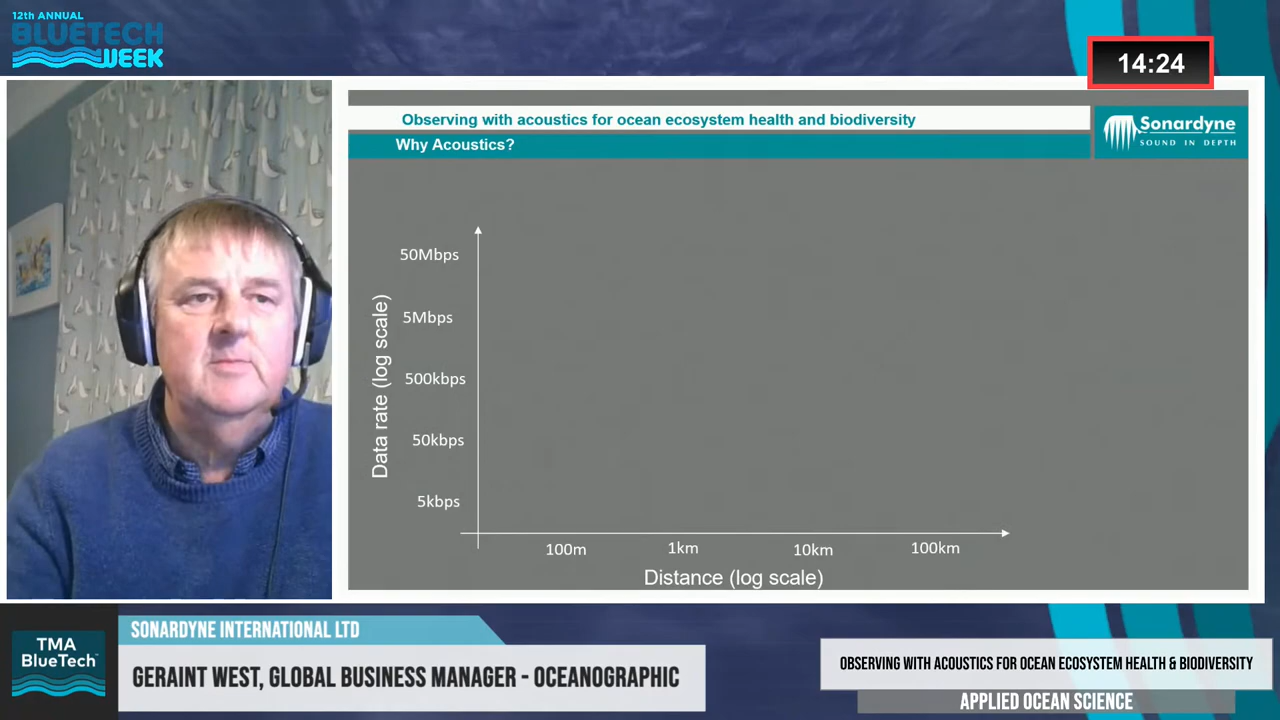 12th ANNUAL
BLUETECH
WEEK
14:24
Observing with acoustics for ocean ecosystem health and biodiversity
Why Acoustics?
Sonardyne
SOUND IN DEPTH
50Mbps
5Mbps
500kbps
50kbps
5kbps
Data rate (log scale)
100m
1km
10km
100km
Distance (log scale)
TMA
BlueTech™
SONARDYNE INTERNATIONAL LTD
GERAINT WEST, GLOBAL BUSINESS MANAGER - OCEANOGRAPHIC
OBSERVING WITH ACOUSTICS FOR OCEAN ECOSYSTEM HEALTH & BIODIVERSITY
APPLIED OCEAN SCIENCE